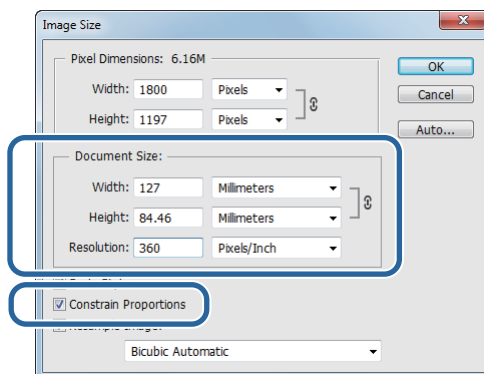 Image Size
Pixel Dimensions: 6.16M
Width: 1800 Pixels
Height: 1197 Pixels
OK
Cancel
Auto...
Document Size:
Width: 127 Millimeters
Height: 84.46 Millimeters
Resolution: 360 Pixels/Inch
Constrain Proportions
Bicubic Automatic